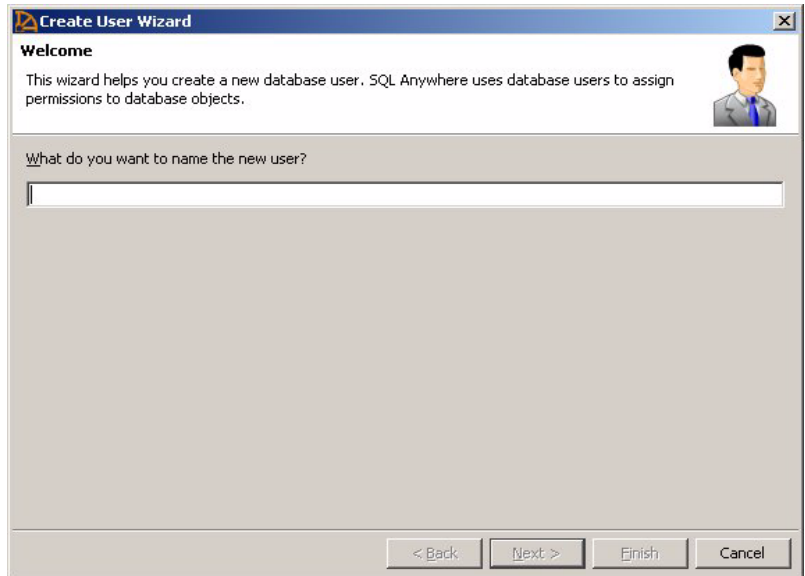 Create User Wizard
Welcome
This wizard helps you create a new database user. SQL Anywhere uses database users to assign
permissions to database objects.
What do you want to name the new user?
< Back Next > Finish Cancel